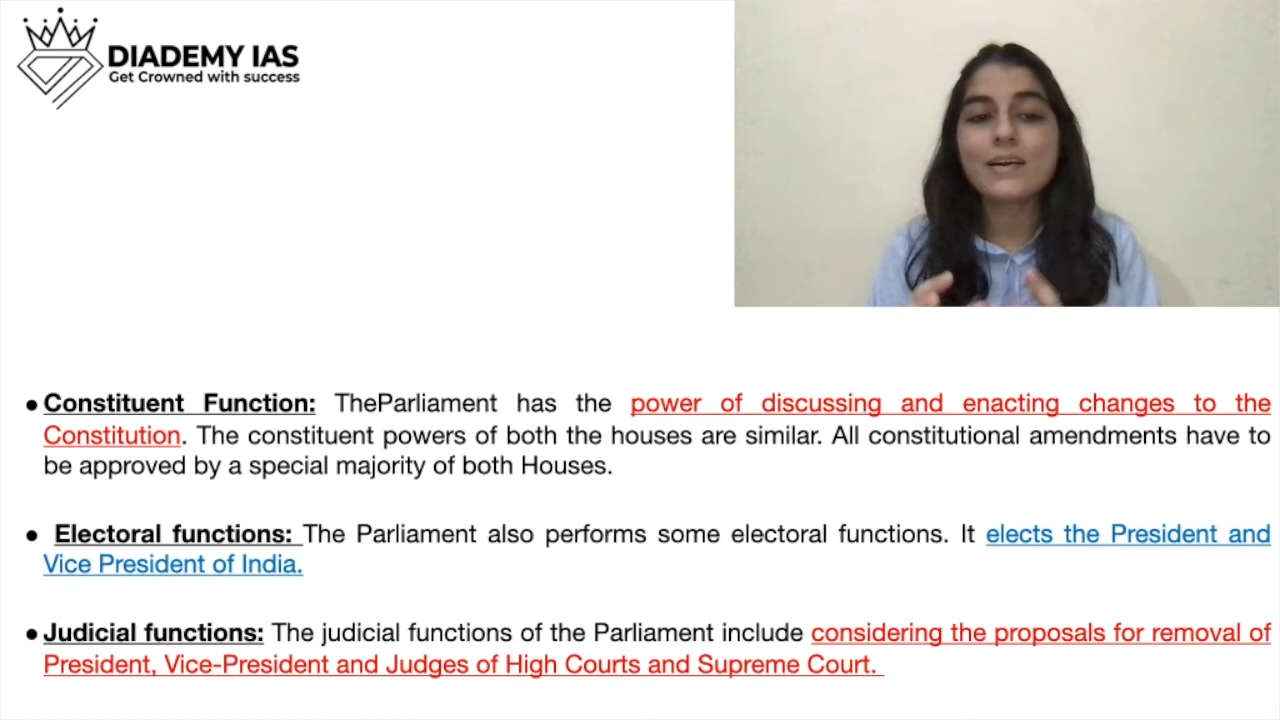 DIADEMY IAS
Get Crowned with success
● Constituent Function: TheParliament has the power of discussing and enacting changes to the
Constitution. The constituent powers of both the houses are similar. All constitutional amendments have to
be approved by a special majority of both Houses.
● Electoral functions: The Parliament also performs some electoral functions. It elects the President and
Vice President of India.
● Judicial functions: The judicial functions of the Parliament include considering the proposals for removal of
President, Vice-President and Judges of High Courts and Supreme Court.